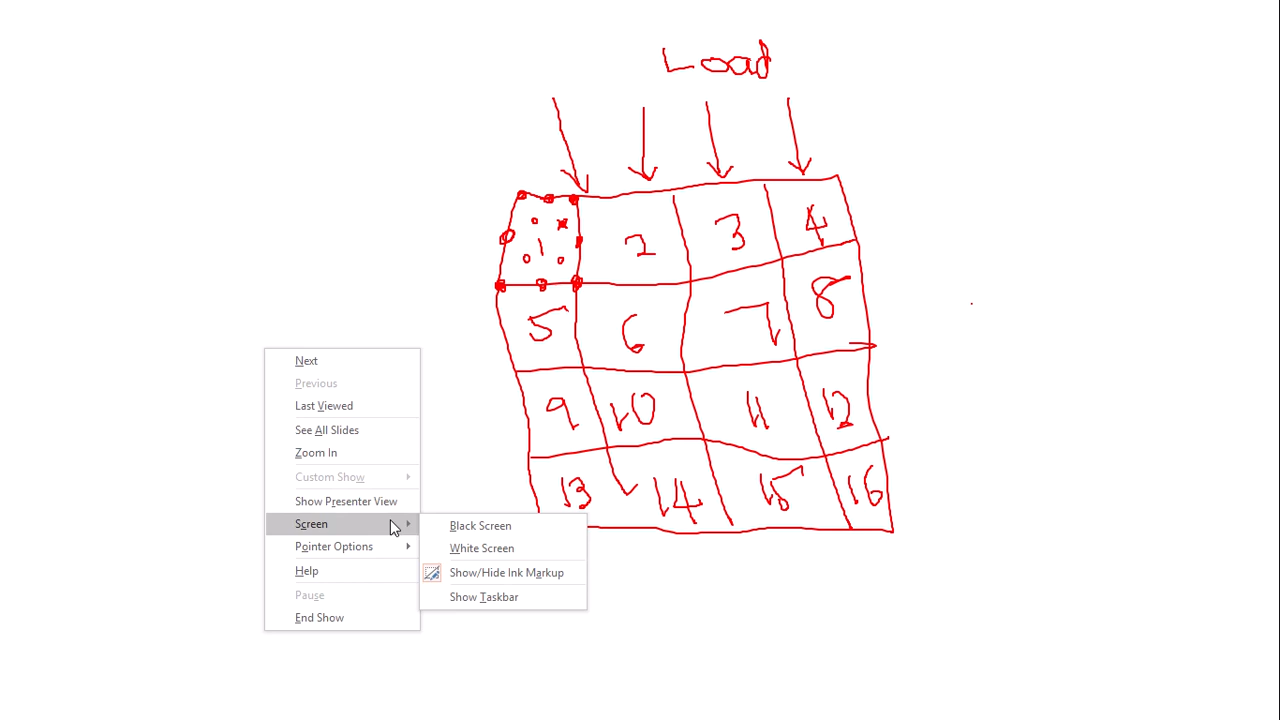 Load
1 2 3 4
5 6 7 8
9 10 11 12
13 14 15 16
Next
Previous
Last Viewed
See All Slides
Zoom In
Custom Show
Show Presenter View
Screen
Pointer Options
Help
Pause
End Show
Black Screen
White Screen
Show/Hide Ink Markup
Show Taskbar